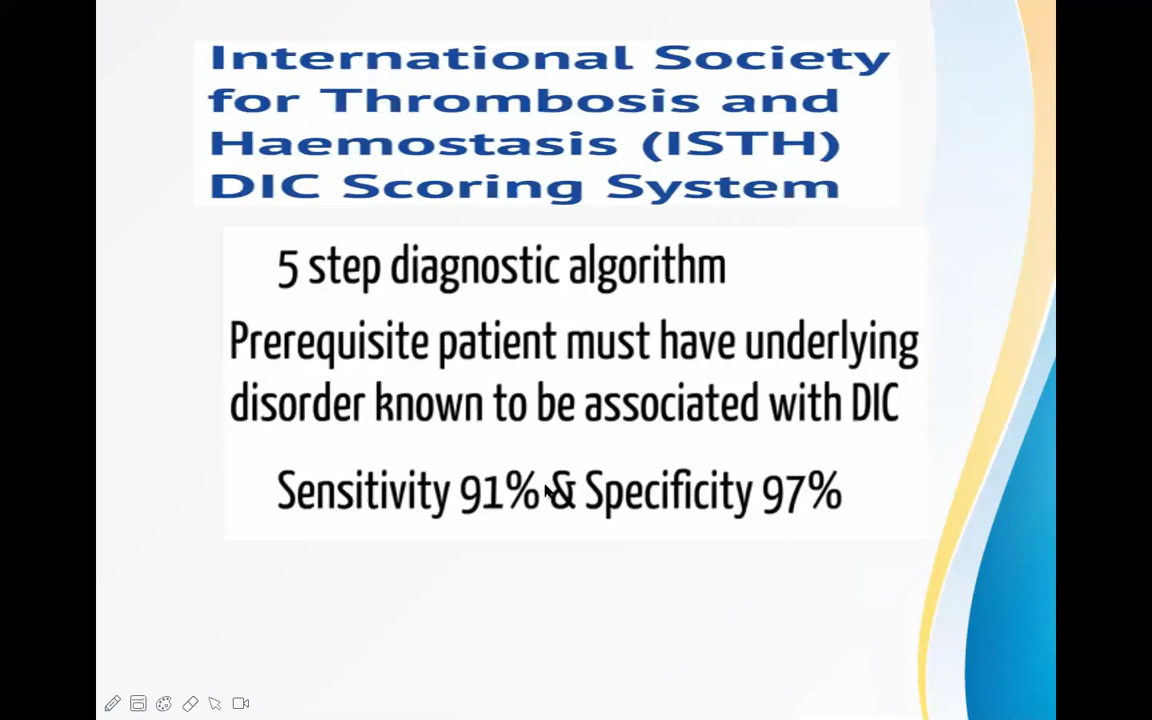 International Society
for Thrombosis and
Haemostasis (ISTH)
DIC Scoring System
5 step diagnostic algorithm
Prerequisite patient must have underlying
disorder known to be associated with DIC
Sensitivity 91% & Specificity 97%